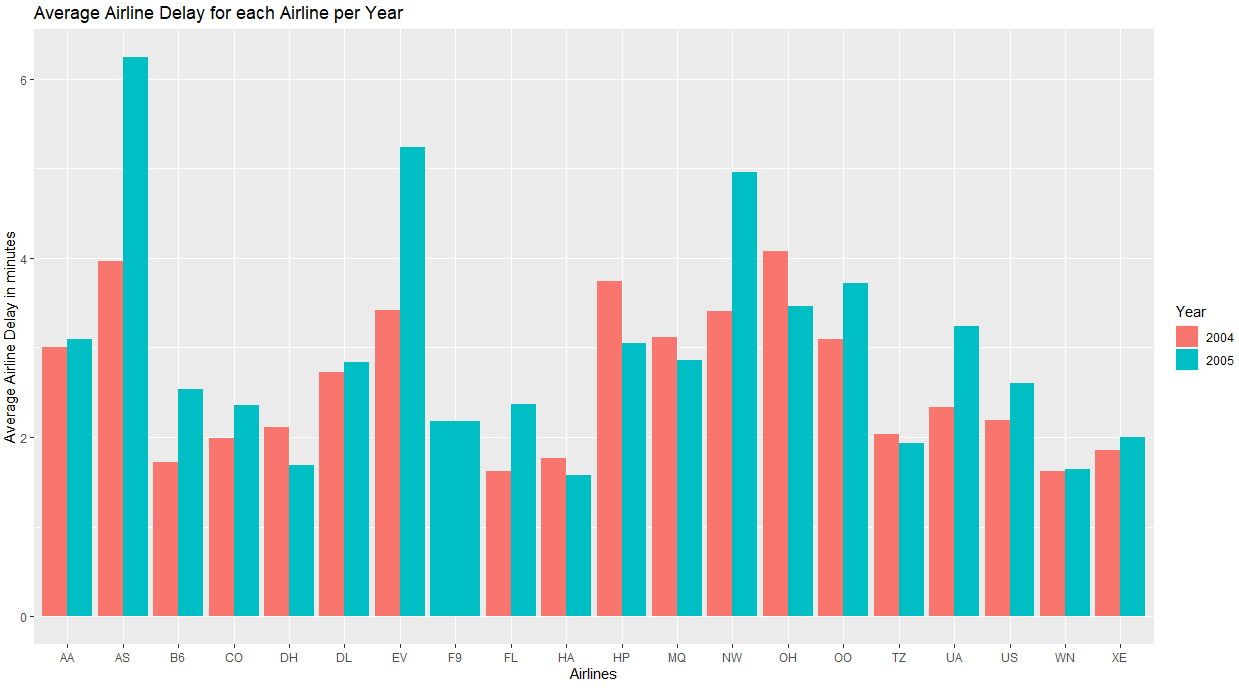 Average Airline Delay for each Airline per Year
Average Airline Delay in minutes
6
4
2
0
AA AS B6 CO DH DL EV F9 FL HA HP MQ NW OH OO TZ UA US WN XE
Airlines
Year
2004
2005